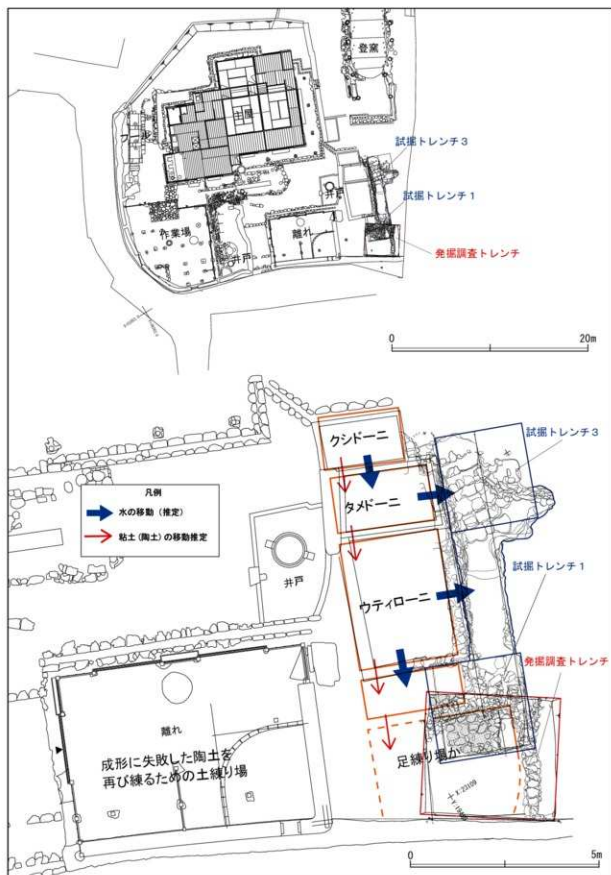 登窯
主屋
フール
試掘トレンチ3
試掘トレンチ1
井戸
作業場
離れ
井戸
発掘調査トレンチ
0
20m
クシドーニ
試掘トレンチ3
凡例
水の移動(推定)
粘土(陶土)の移動推定
タメドーニ
井戸
ウティローニ
試掘トレンチ1
発掘調査トレンチ
離れ
成形に失敗した陶土を
再び練るための土練り場
足練り場か
0
5m